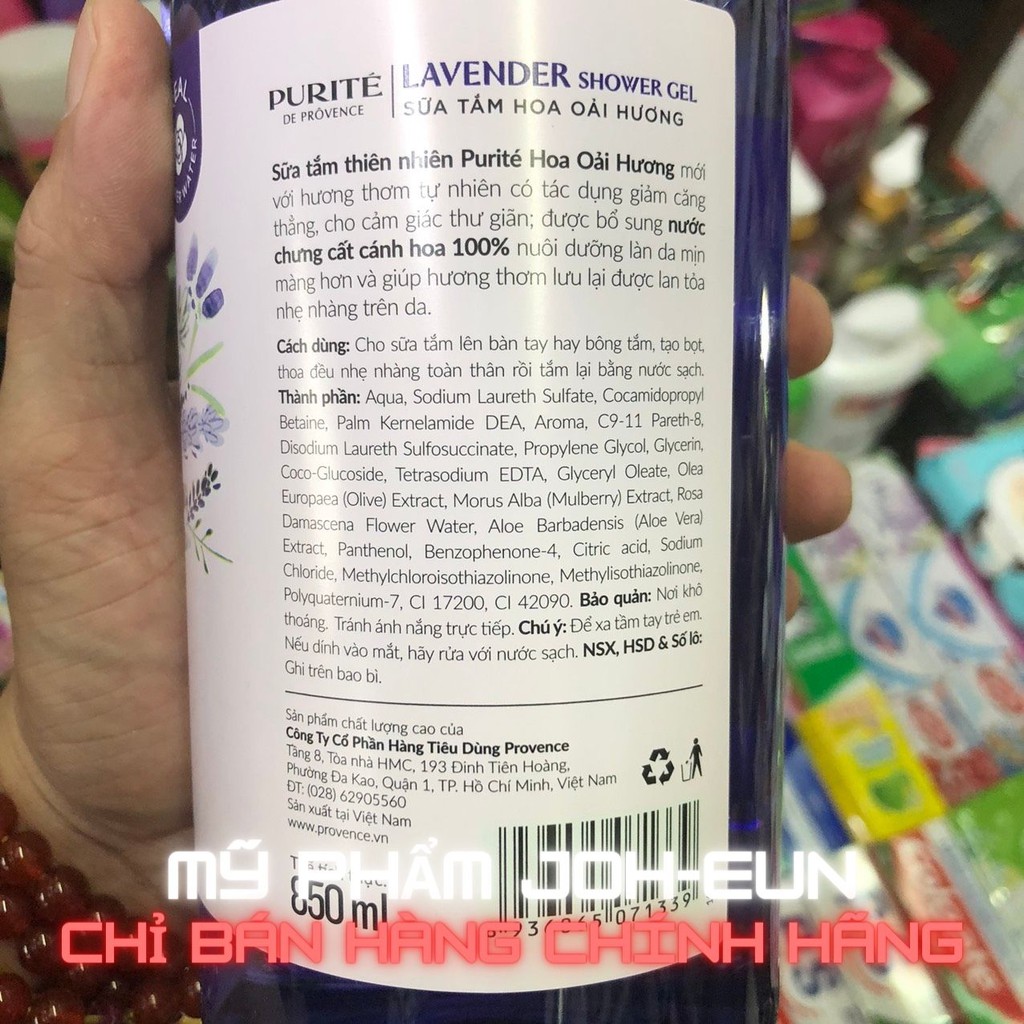 PURITÉ
DE PRÔVENCE
LAVENDER SHOWER GEL
SỮA TẮM HOA OẢI HƯƠNG
WATER
Sữa tắm thiên nhiên Purité Hoa Oải Hương mới
với hương thơm tự nhiên có tác dụng giảm căng
thẳng, cho cảm giác thư giãn; được bổ sung nước
chưng cất cánh hoa 100% nuôi dưỡng làn da mịn
màng hơn và giúp hương thơm lưu lại được lan tỏa
nhẹ nhàng trên da.
Cách dùng: Cho sữa tắm lên bàn tay hay bông tắm, tạo bọt,
thoa đều nhẹ nhàng toàn thân rồi tắm lại bằng nước sạch.
Thành phần: Aqua, Sodium Laureth Sulfate, Cocamidopropyl
Betaine, Palm Kernelamide DEA, Aroma, C9-11 Pareth-8,
Disodium Laureth Sulfosuccinate, Propylene Glycol, Glycerin,
Coco-Glucoside, Tetrasodium EDTA, Glyceryl Oleate, Olea
Europaea (Olive) Extract, Morus Alba (Mulberry) Extract, Rosa
Damascena Flower Water, Aloe Barbadensis (Aloe Vera)
Extract, Panthenol, Benzophenone-4, Citric acid, Sodium
Chloride, Methylchloroisothiazolinone, Methylisothiazolinone,
Polyquaternium-7, CI 17200, CI 42090. Bảo quản: Nơi khô
thoáng. Tránh ánh nắng trực tiếp. Chú ý: Để xa tầm tay trẻ em.
Nếu dính vào mắt, hãy rửa với nước sạch. NSX, HSD & Số lô:
Ghi trên bao bì.
Sản phẩm chất lượng cao của
Công Ty Cổ Phần Hàng Tiêu Dùng Provence
Tầng 8, Tòa nhà HMC, 193 Đinh Tiên Hoàng,
Phường Đa Kao, Quận 1, TP. Hồ Chí Minh, Việt Nam
ĐT: (028) 62905560
Sản xuất tại Việt Nam
www.provence.vn
850 ml
8 936065 071339
MỸ PHẨM JOH-EUN
CHỈ BÁN HÀNG CHÍNH HÃNG